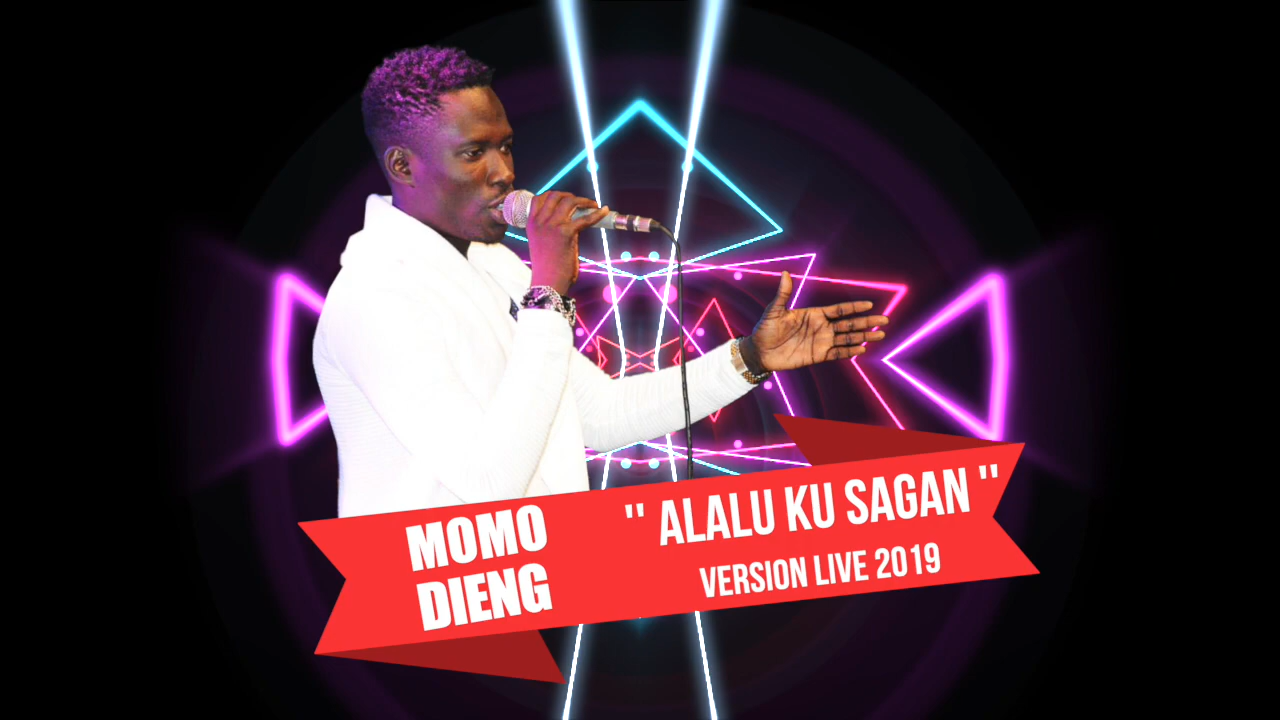 MOMO
DIENG
" ALALU KU SAGAN "
VERSION LIVE 2019